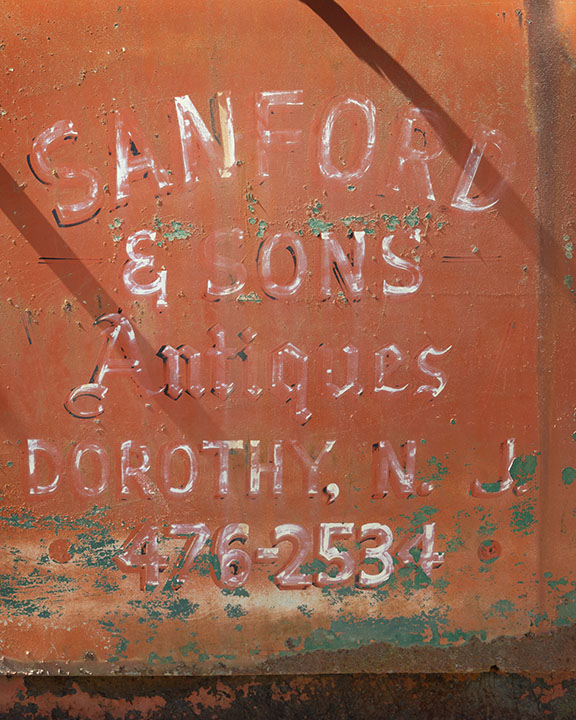 SANFORD
& SONS
Antiques
DOROTHY, N. J.
476-2534